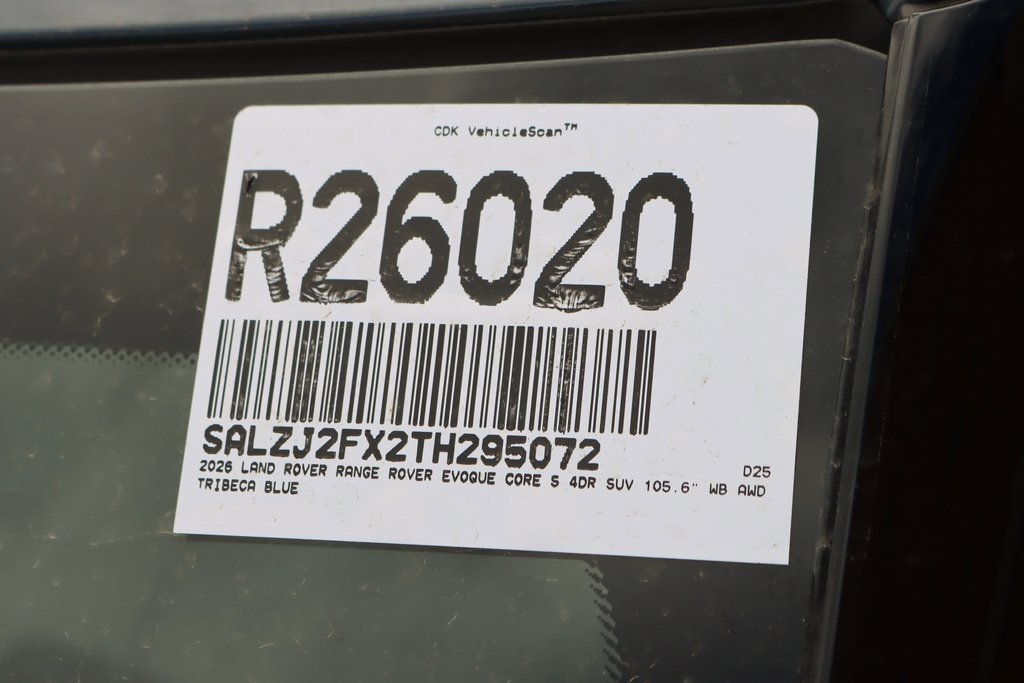 CDK VehicleScan™
R26020
SALZJ2FX2TH295072
D25
2026 LAND ROVER RANGE ROVER EVOQUE CORE S 4DR SUV 105.6" WB AWD
TRIBECA BLUE